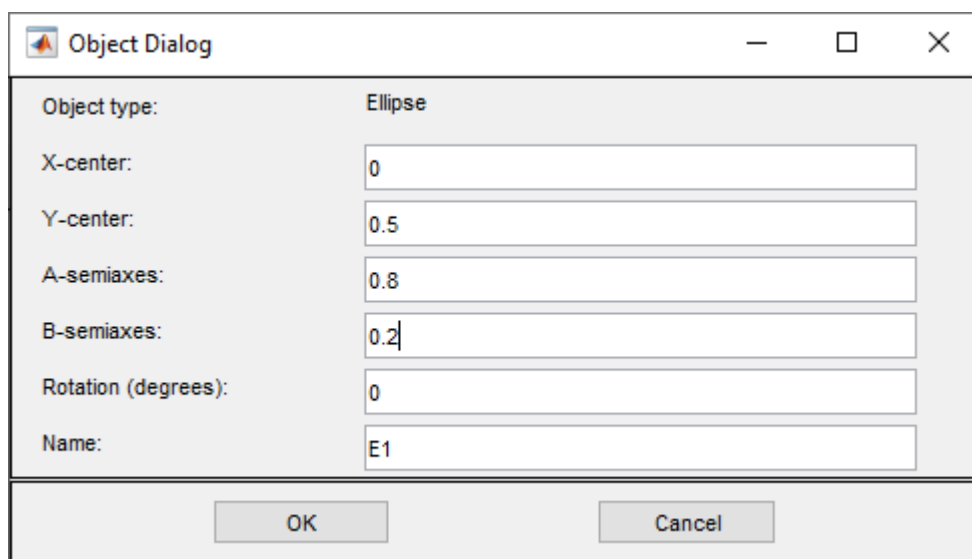 Object Dialog
Object type: Ellipse
X-center: 0
Y-center: 0.5
A-semiaxes: 0.8
B-semiaxes: 0.2
Rotation (degrees): 0
Name: E1
OK Cancel